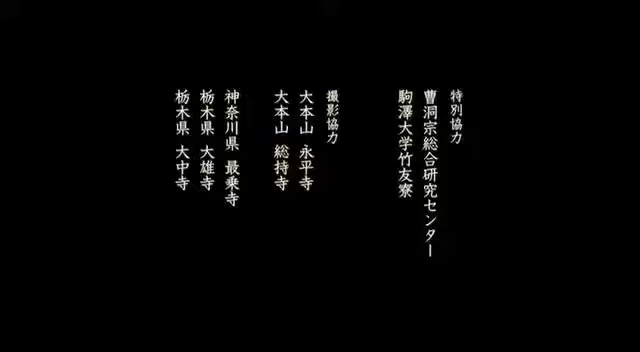 特別協力
曹洞宗総合研究センター
駒澤大学竹友寮
撮影協力
大本山 永平寺
大本山 総持寺
神奈川県 最乗寺
栃木県 大雄寺
栃木県 大中寺